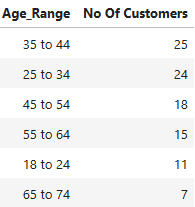 Age_Range No Of Customers
35 to 44 25
25 to 34 24
45 to 54 18
55 to 64 15
18 to 24 11
65 to 74 7